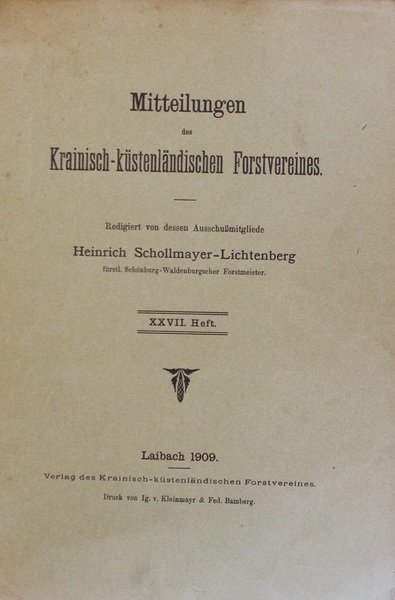 Mitteilungen
des
Krainisch-küstenländischen Forstvereines.
Redigiert von dessen Ausschußmitgliede
Heinrich Schollmayer-Lichtenberg
fürstl. Schönburg-Waldenburgscher Forstmeister.
XXVII. Heft.
Laibach 1909.
Verlag des Krainisch-küstenländischen Forstvereines.
Druck von Ig. v. Kleinmayr & Fed. Bamberg.